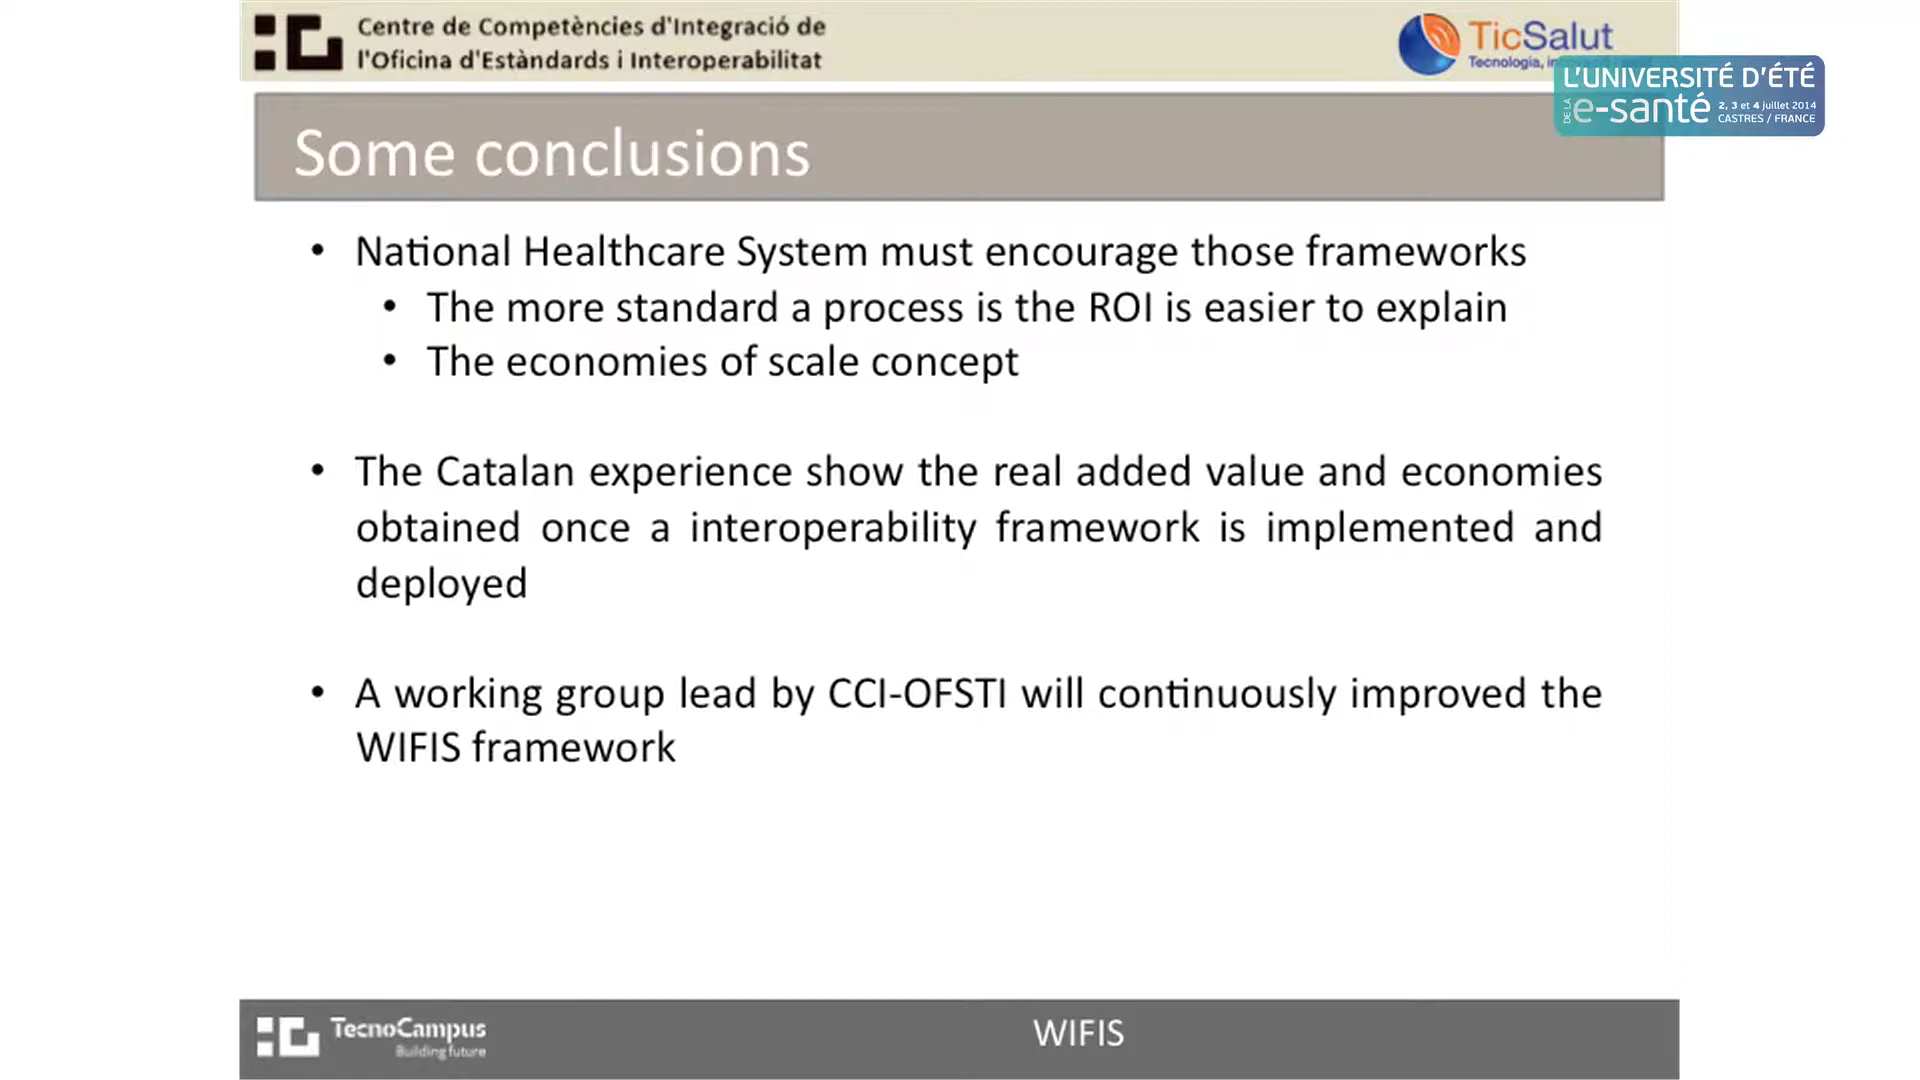 Centre de Competències d'Integració de
l'Oficina d'Estàndards i Interoperabilitat
TicSalut
Tecnologia,
L'UNIVERSITÉ D'ÉTÉ
DE LA e-santé 2, 3 et 4 juillet 2014
CASTRES / FRANCE
Some conclusions
• National Healthcare System must encourage those frameworks
• The more standard a process is the ROI is easier to explain
• The economies of scale concept
• The Catalan experience show the real added value and economies
obtained once a interoperability framework is implemented and
deployed
• A working group lead by CCI-OFSTI will continuously improved the
WIFIS framework
TecnoCampus
Building future
WIFIS